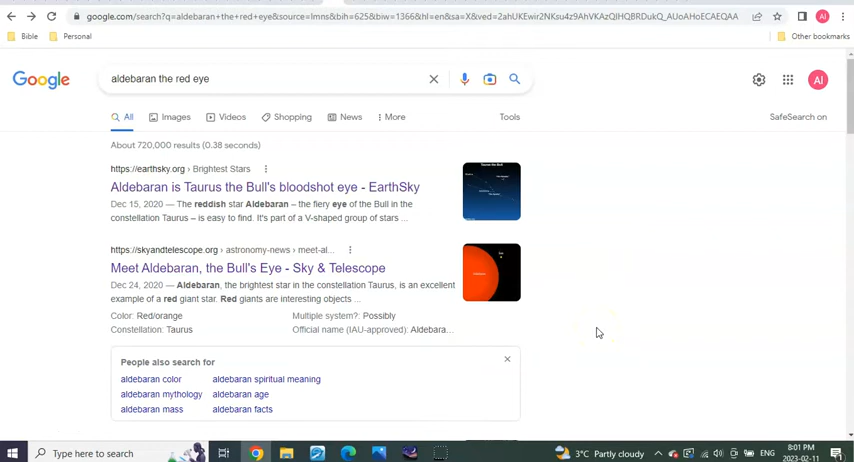 google.com/search?q=aldebaran+the+red+eye&source=lmns&bih=625&biw=1366&hl=en&sa=X&ved=2ahUKEwir2NKsu4z9AhVKAzQIHQBRDukQ_AUoAHoECAEQAA
AI
Bible
Personal
Other bookmarks
Google
aldebaran the red eye
AI
All
Images
Videos
Shopping
News
More
Tools
SafeSearch on
About 720,000 results (0.38 seconds)
https://earthsky.org › Brightest Stars
Aldebaran is Taurus the Bull's bloodshot eye - EarthSky
Dec 15, 2020 — The reddish star Aldebaran – the fiery eye of the Bull in the
constellation Taurus – is easy to find. It's part of a V-shaped group of stars ...
https://skyandtelescope.org › astronomy-news › meet-al...
Meet Aldebaran, the Bull's Eye - Sky & Telescope
Dec 24, 2020 — Aldebaran, the brightest star in the constellation Taurus, is an excellent
example of a red giant star. Red giants are interesting objects ...
Color: Red/orange
Multiple system?: Possibly
Constellation: Taurus
Official name (IAU-approved): Aldebara...
People also search for
aldebaran color
aldebaran spiritual meaning
aldebaran mythology
aldebaran age
aldebaran mass
aldebaran facts
Type here to search
3°C Partly cloudy
ENG
8:01 PM
2023-02-11